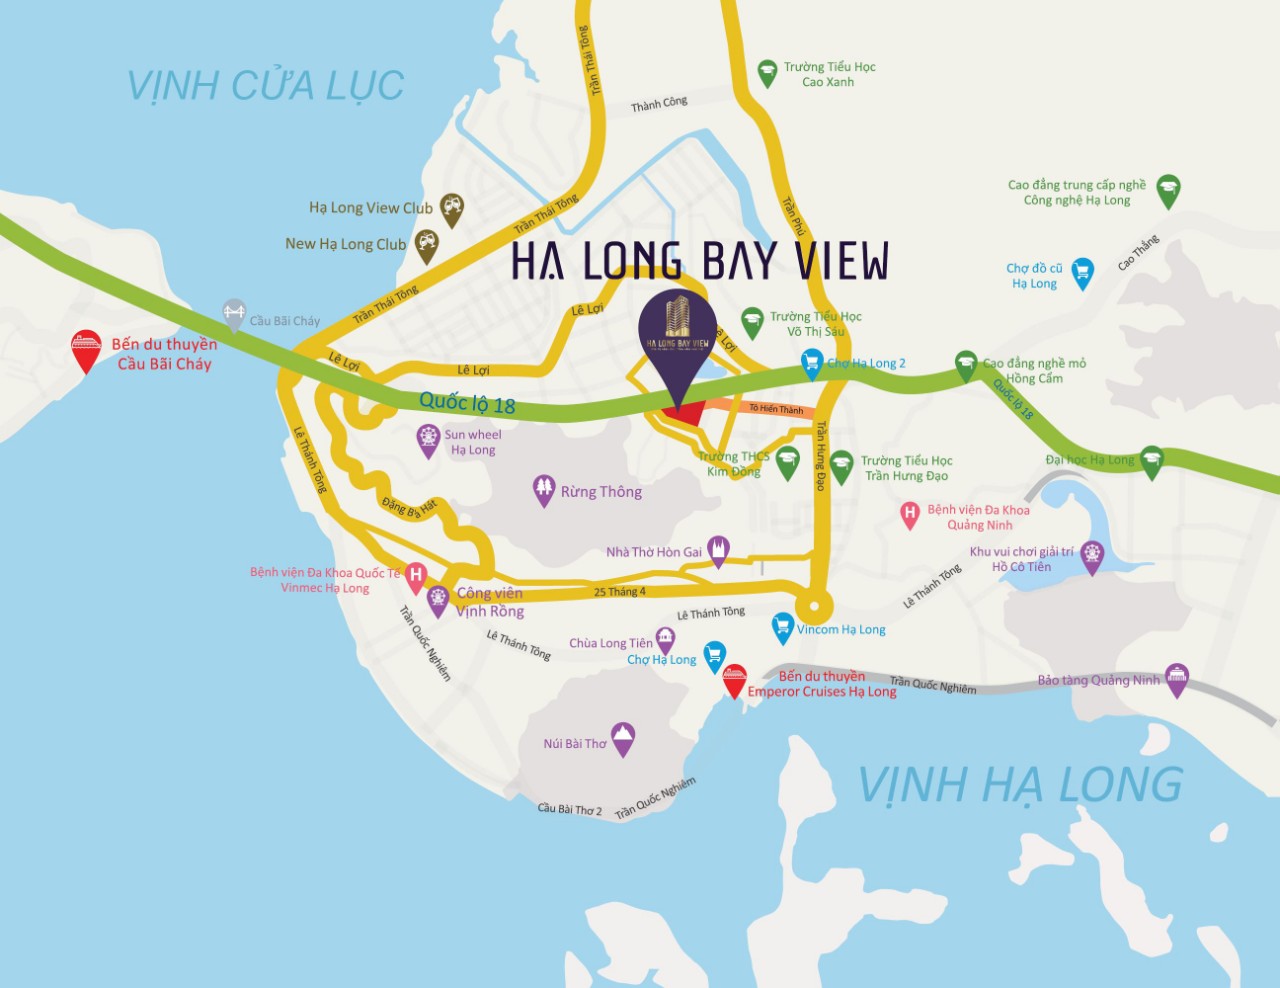 Trần Thái Tông
Trường Tiểu Học
Cao Xanh
VỊNH CỬA LỤC
Thành Công
Cao đẳng trung cấp nghề
Công nghệ Hạ Long
Hạ Long View Club
Trần Thái Tông
Trần Phú
New Hạ Long Club
HẠ LONG BAY VIEW
Cao Thắng
Chợ đồ cũ
Hạ Long
Trần Thái Tông
Lê Lợi
Cầu Bãi Cháy
Trường Tiểu Học
Võ Thị Sáu
HẠ LONG BAY VIEW
Lê Lợi
Bến du thuyền
Cầu Bãi Cháy
Lê Lợi
Lê Lợi
Chợ Hạ Long 2
Cao đẳng nghề mỏ
Hồng Cẩm
Quốc lộ 18
Quốc lộ 18
Tô Hiến Thành
Sun wheel
Hạ Long
Lê Thánh Tông
Trần Hưng Đạo
Trường THCS
Kim Đồng
Trường Tiểu Học
Trần Hưng Đạo
Đại học Hạ Long
Rừng Thông
Đặng Bá Hát
Bệnh viện Đa Khoa
Quảng Ninh
Nhà Thờ Hòn Gai
Khu vui chơi giải trí
Hồ Cô Tiên
Bệnh viện Đa Khoa Quốc Tế
Vinmec Hạ Long
Công viên
Vịnh Rồng
25 Tháng 4
Lê Thánh Tông
Lê Thánh Tông
Trần Quốc Nghiễm
Lê Thánh Tông
Chùa Long Tiên
Vincom Hạ Long
Chợ Hạ Long
Bến du thuyền
Emperor Cruises Hạ Long
Trần Quốc Nghiễm
Bảo tàng Quảng Ninh
Núi Bài Thơ
VỊNH HẠ LONG
Cầu Bài Thơ 2
Trần Quốc Nghiễm